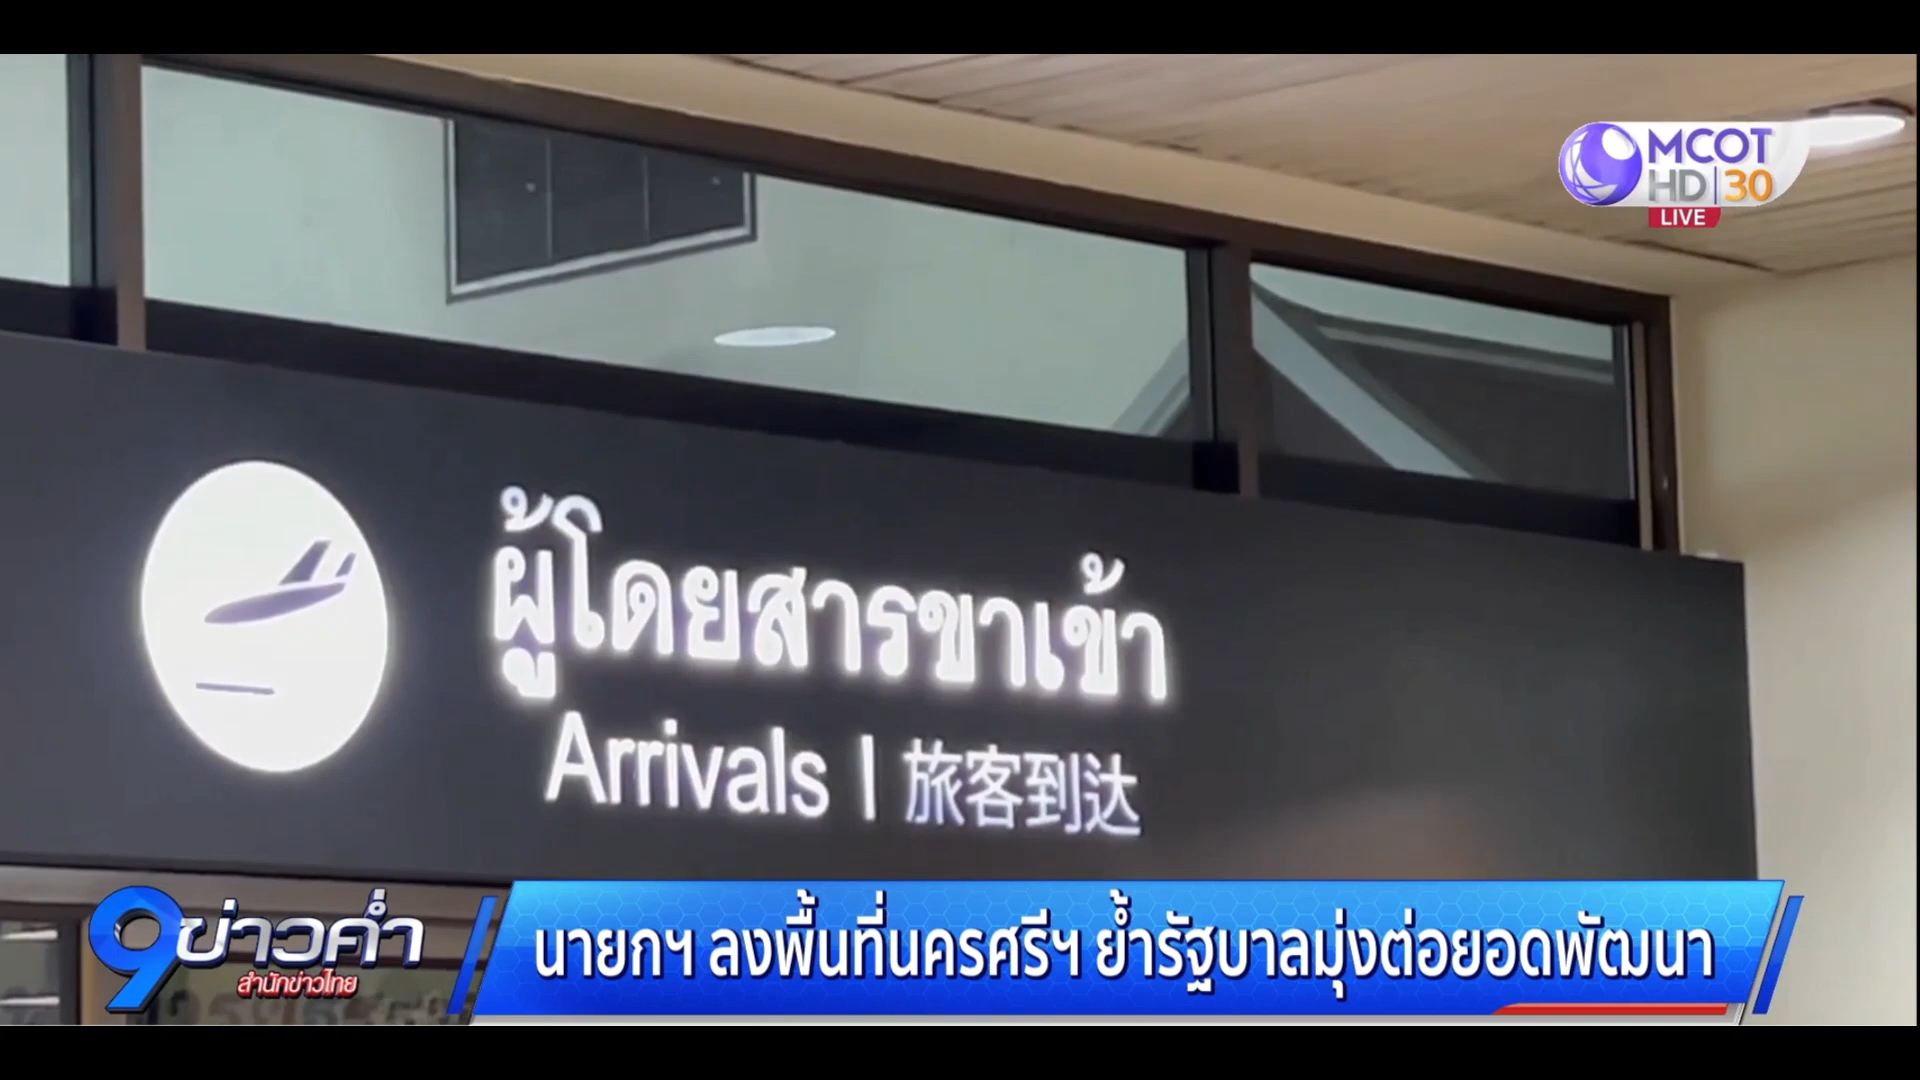 MCOT
HD 30
LIVE
ผู้โดยสารขาเข้า
Arrivals | 旅客到达
9 ข่าวค่ำ
สำนักข่าวไทย
นายกฯ ลงพื้นที่นครศรีฯ ย้ำรัฐบาลมุ่งต่อยอดพัฒนา